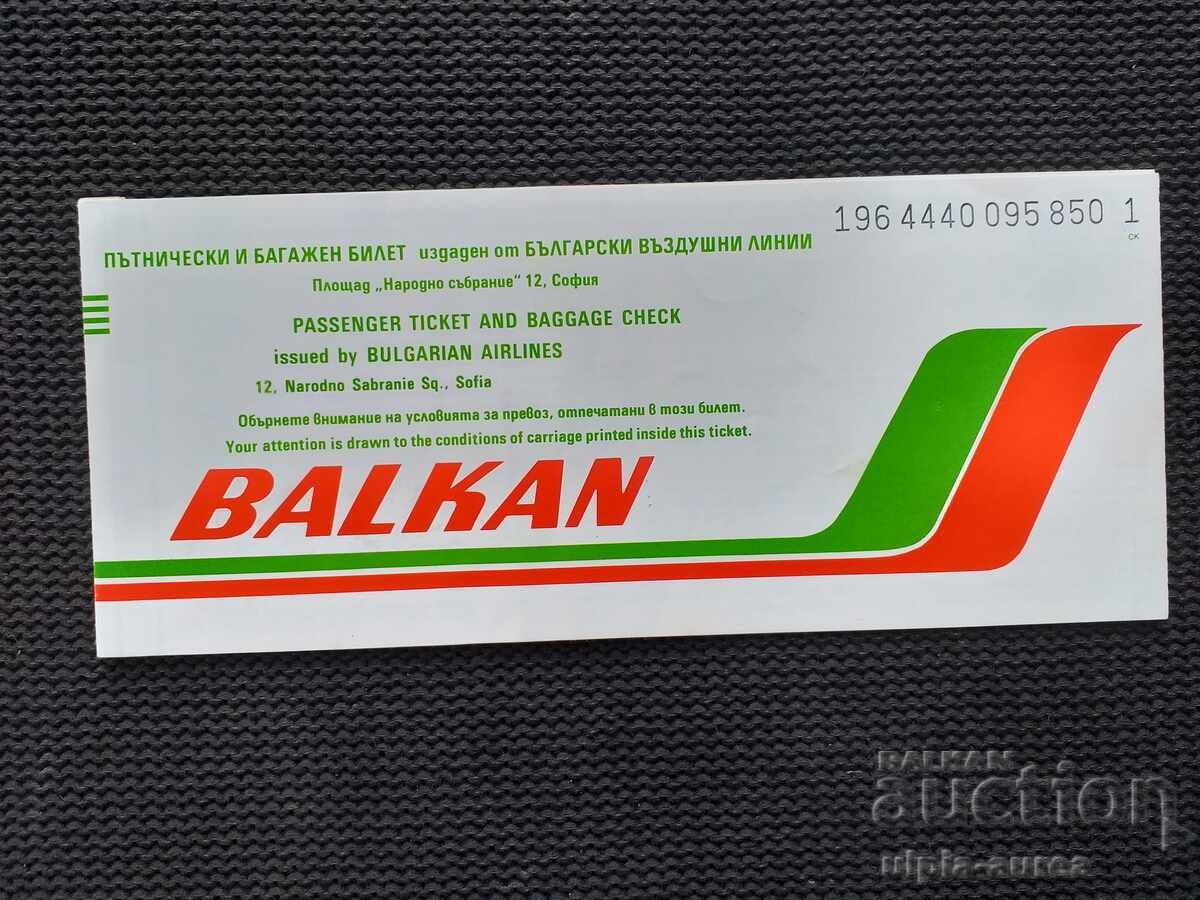 196 4440 095 850 1
CK
ПЪТНИЧЕСКИ И БАГАЖЕН БИЛЕТ издаден от БЪЛГАРСКИ ВЪЗДУШНИ ЛИНИИ
Площад „Народно събрание" 12, София
PASSENGER TICKET AND BAGGAGE CHECK
issued by BULGARIAN AIRLINES
12, Narodno Sabranie Sq., Sofia
Обърнете внимание на условията за превоз, отпечатани в този билет.
Your attention is drawn to the conditions of carriage printed inside this ticket.
BALKAN
BALKAN
auction
ulpia-aurea